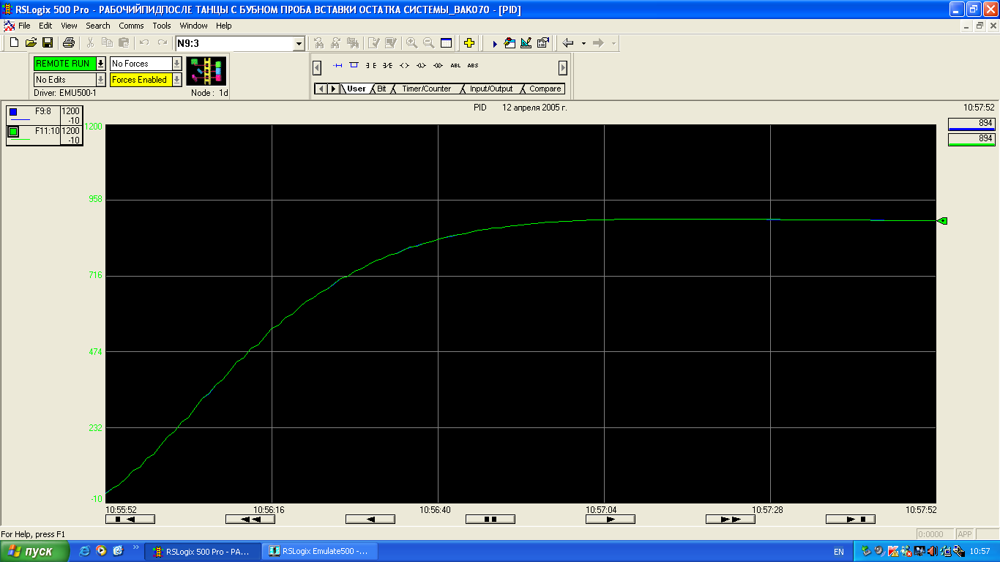 RSLogix 500 Pro - РАБОЧИЙПИДПОСЛЕ ТАНЦЫ С БУБНОМ ПРОБА ВСТАВКИ ОСТАТКА СИСТЕМЫ_BAK070 - [PID]
File Edit View Search Comms Tools Window Help
N9:3
REMOTE RUN No Forces
No Edits Forces Enabled
Driver: EMU500-1 Node : 1d
ABL ABS
User Bit Timer/Counter Input/Output Compare
PID 12 апреля 2005 г. 10:57:52
F9:8 1200
-10
F11:10 1200
-10
894
894
1200
958
716
474
232
-10
10:55:52 10:56:16 10:56:40 10:57:04 10:57:28 10:57:52
For Help, press F1 0:0000 APP
пуск RSLogix 500 Pro - РА... RSLogix Emulate500 -... EN 10:57